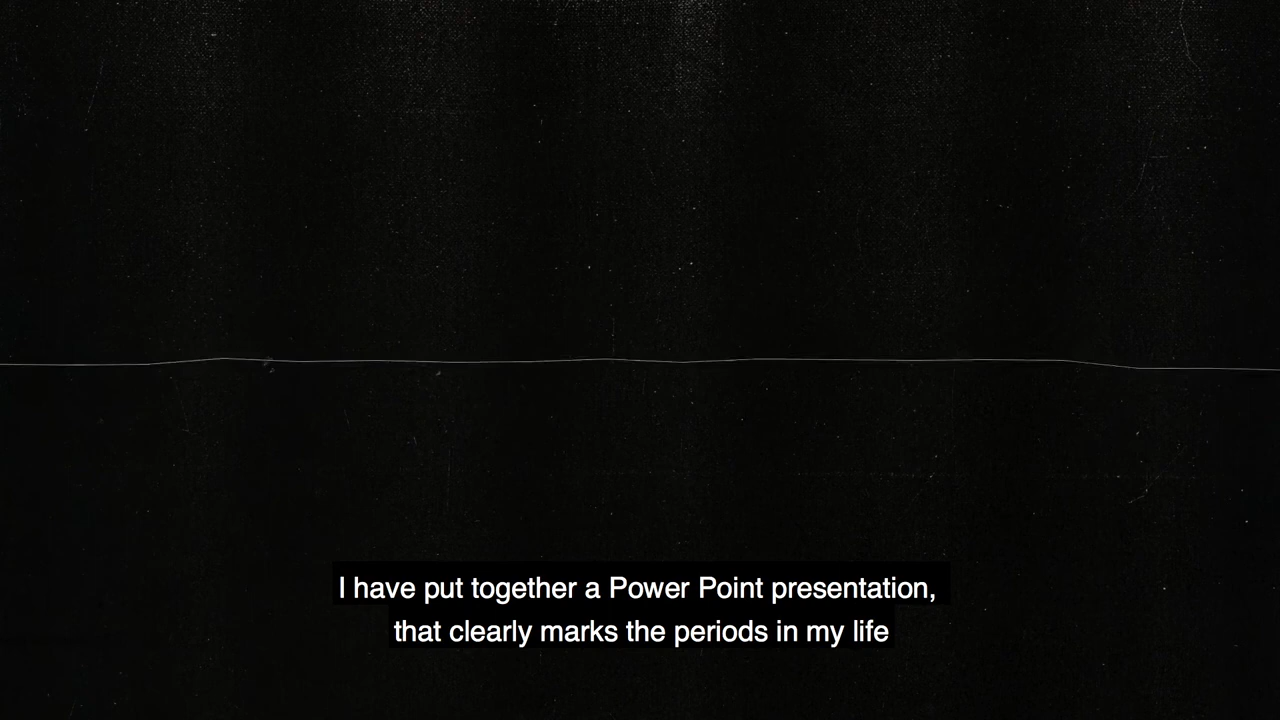 I have put together a Power Point presentation,
that clearly marks the periods in my life